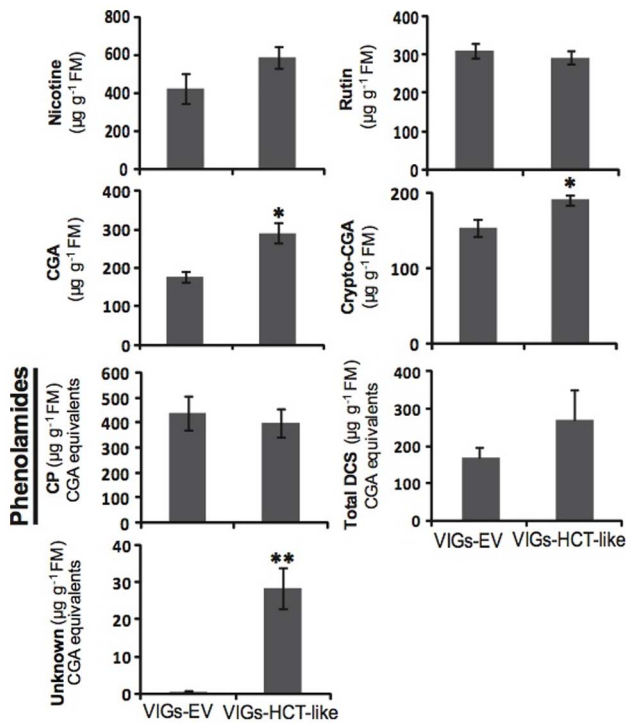 Nicotine
(µg g-1 FM)
800
600
400
200
0
Rutin
(µg g-1 FM)
400
300
200
100
0
CGA
(µg g-1 FM)
400
300
200
100
0
*
Crypto-CGA
(µg g-1 FM)
200
100
0
*
Phenolamides
CP (µg g-1 FM)
CGA equivalents
600
500
400
300
200
100
0
Total DCS (µg g-1 FM)
CGA equivalents
400
300
200
100
0
VIGs-EV VIGs-HCT-like
Unknown (µg g-1 FM)
CGA equivalents
40
30
20
10
0
**
VIGs-EV VIGs-HCT-like